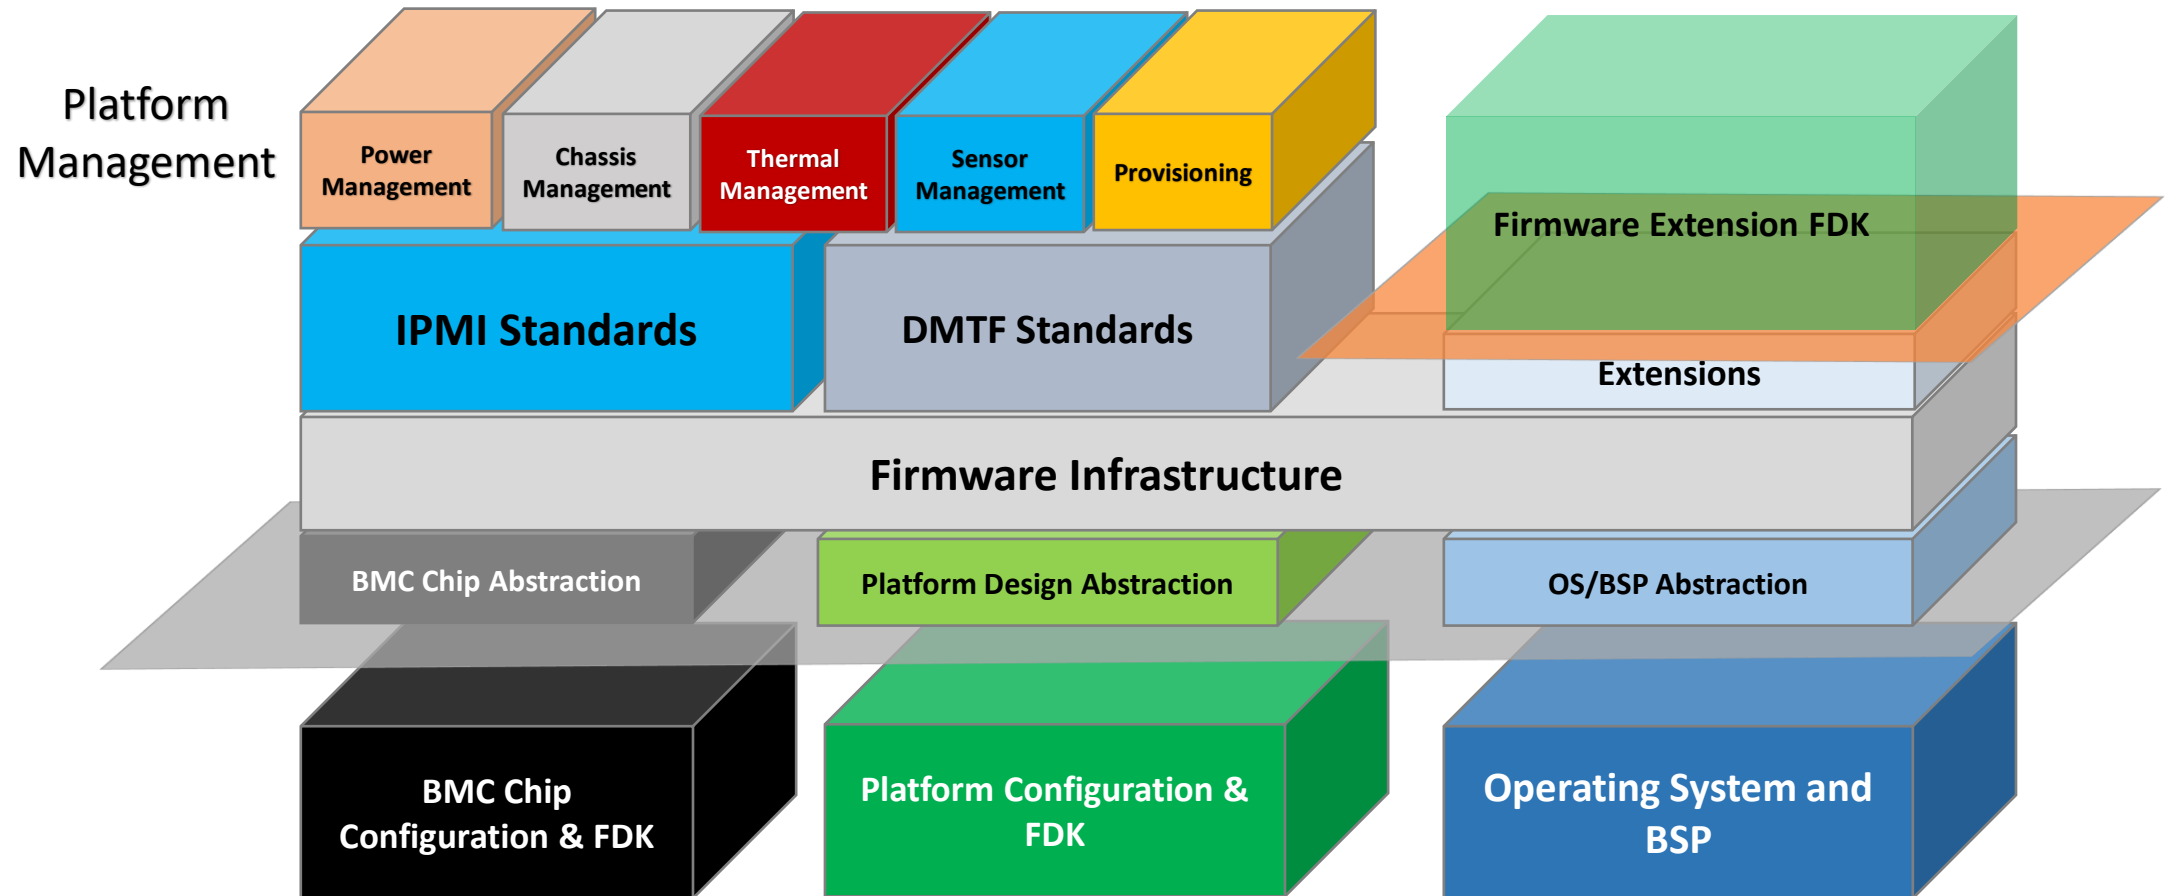 Platform
Management
Power
Management
Chassis
Management
Thermal
Management
Sensor
Management
Provisioning
Firmware Extension FDK
IPMI Standards
DMTF Standards
Extensions
Firmware Infrastructure
BMC Chip Abstraction
Platform Design Abstraction
OS/BSP Abstraction
BMC Chip
Configuration & FDK
Platform Configuration &
FDK
Operating System and
BSP